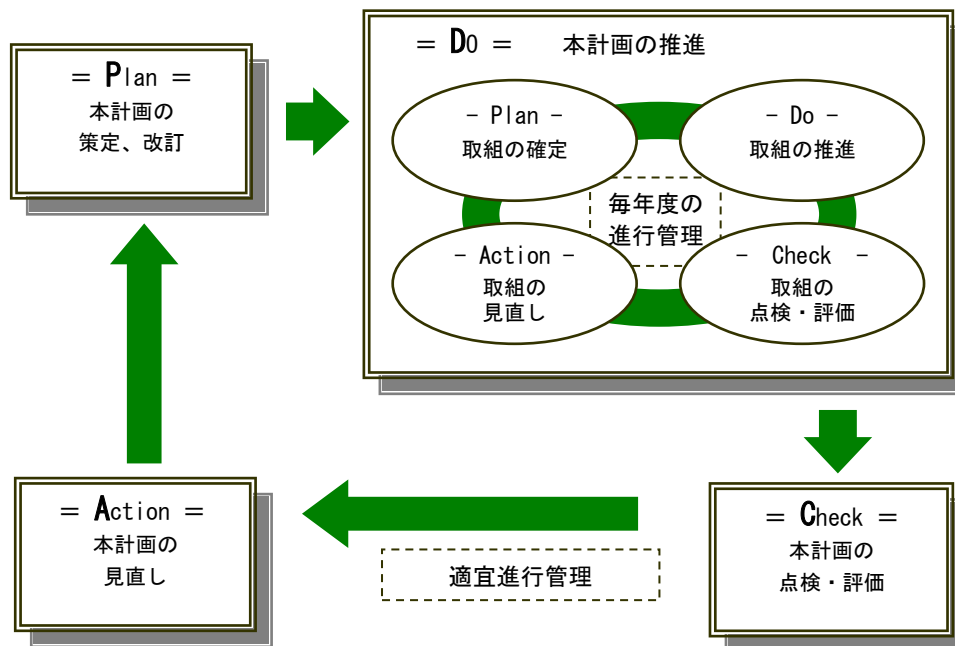 = Plan =
本計画の
策定、改訂
= DO =　本計画の推進
- Plan -
取組の確定
- Do -
取組の推進
毎年度の
進行管理
- Action -
取組の
見直し
- Check -
取組の
点検・評価
= Action =
本計画の
見直し
適宜進行管理
= Check =
本計画の
点検・評価